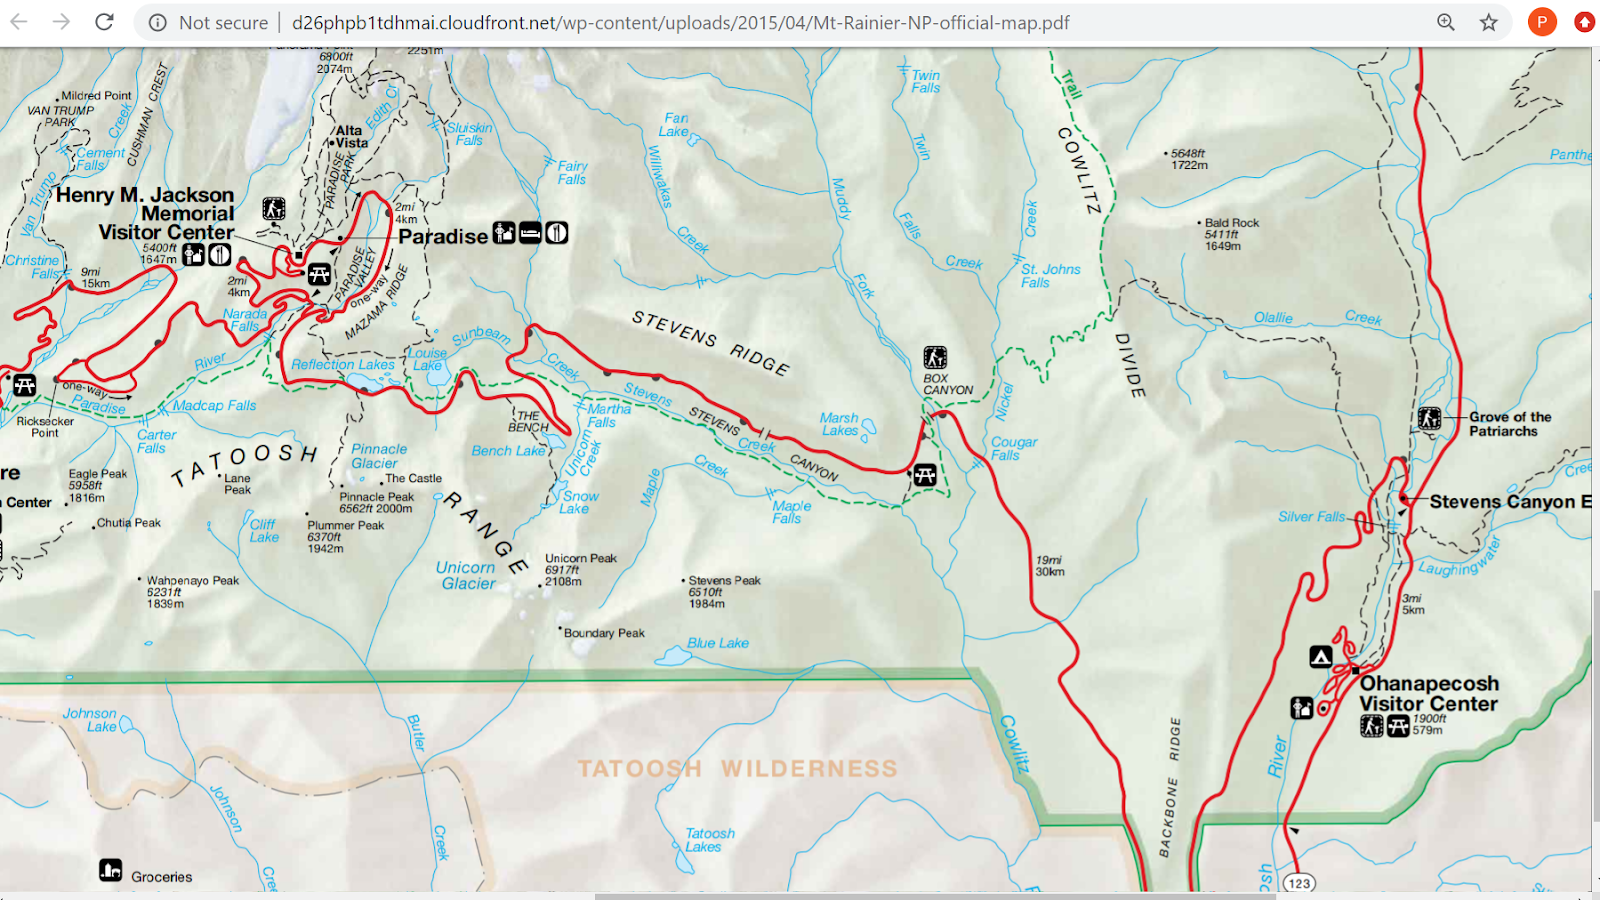 Not secure
d26phpb1tdhmai.cloudfront.net/wp-content/uploads/2015/04/Mt-Rainier-NP-official-map.pdf
P
6800ft
2074m
2251m
Mildred Point
VAN TRUMP
PARK
Creek
CUSHMAN CREST
Cement
Falls
Van Trump
Christine
Falls
Alta
Vista
Edith Cr
PARADISE
PARK
Sluiskin
Falls
Fairy
Falls
Fan
Lake
Williwakas
Creek
Twin
Falls
Twin
Falls
Creek
Muddy
Fork
Trail
COWLITZ
DIVIDE
5648ft
1722m
Panthe
Bald Rock
5411ft
1649m
Creek
St. Johns
Falls
Olallie
Creek
Henry M. Jackson
Memorial
Visitor Center
5400ft
1647m
Paradise
2mi
4km
2mi
4km
9mi
15km
PARADISE
VALLEY
one-way
MAZAMA RIDGE
Narada
Falls
River
Reflection Lakes
Louise
Lake
Sunbeam
Creek
STEVENS RIDGE
Stevens
Creek
STEVENS
CANYON
BOX
CANYON
Nickel
Marsh
Lakes
Cougar
Falls
one-way
Paradise
Ricksecker
Point
Madcap Falls
Carter
Falls
THE
BENCH
Bench Lake
Martha
Falls
Unicorn
Creek
Snow
Lake
Maple
Creek
Maple
Falls
TATOOSH
RANGE
Pinnacle
Glacier
The Castle
Pinnacle Peak
6562ft 2000m
Lane
Peak
Eagle Peak
5958ft
1816m
re
n Center
Chutla Peak
Cliff
Lake
Plummer Peak
6370ft
1942m
Unicorn
Glacier
Unicorn Peak
6917ft
2108m
Wahpenayo Peak
6231ft
1839m
Stevens Peak
6510ft
1984m
Boundary Peak
Blue Lake
19mi
30km
Grove of the
Patriarchs
Stevens Canyon E
Cree
Silver Falls
Laughingwater
3mi
5km
Ohanapecosh
Visitor Center
1900ft
579m
River
osh
123
Johnson
Lake
Johnson
Cree
Butler
Creek
TATOOSH WILDERNESS
Tatoosh
Lakes
Cowlitz
BACKBONE RIDGE
Groceries